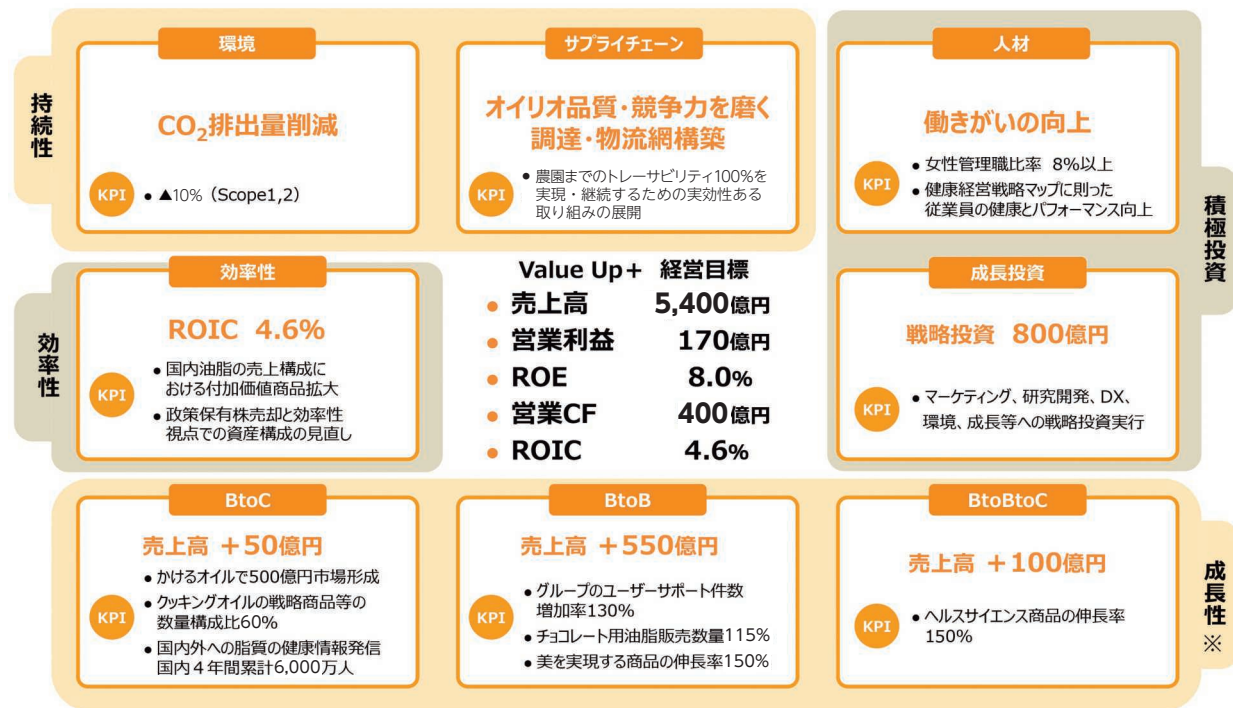 持続性
環境
CO₂排出量削減
KPI
● ▲10% (Scope1,2)
サプライチェーン
オイリオ品質・競争力を磨く
調達・物流網構築
KPI
● 農園までのトレーサビリティ100%を
実現・継続するための実効性ある
取り組みの展開
人材
働きがいの向上
KPI
● 女性管理職比率 8%以上
● 健康経営戦略マップに則った
従業員の健康とパフォーマンス向上
積極投資
効率性
効率性
ROIC 4.6%
KPI
● 国内油脂の売上構成に
おける付加価値商品拡大
● 政策保有株売却と効率性
視点での資産構成の見直し
Value Up+ 経営目標
● 売上高 5,400億円
● 営業利益 170億円
● ROE 8.0%
● 営業CF 400億円
● ROIC 4.6%
成長投資
戦略投資 800億円
KPI
● マーケティング、研究開発、DX、
環境、成長等への戦略投資実行
BtoC
売上高 +50億円
KPI
● かけるオイルで500億円市場形成
● クッキングオイルの戦略商品等の
数量構成比60%
● 国内外への脂質の健康情報発信
国内4年間累計6,000万人
BtoB
売上高 +550億円
KPI
● グループのユーザーサポート件数
増加率130%
● チョコレート用油脂販売数量115%
● 美を実現する商品の伸長率150%
BtoBtoC
売上高 +100億円
KPI
● ヘルスサイエンス商品の伸長率
150%
成長性※